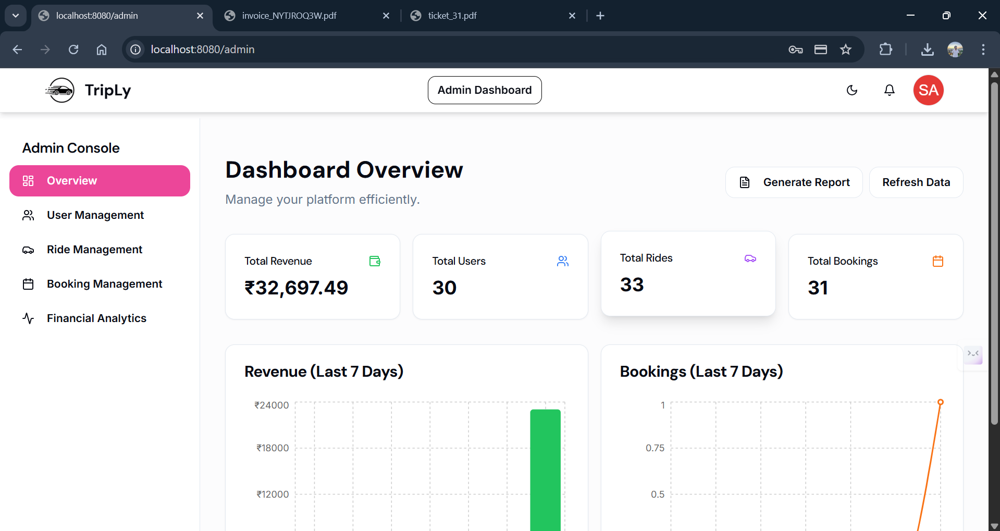 localhost:8080/admin
invoice_NYTJROQ3W.pdf
ticket_31.pdf
localhost:8080/admin
TripLy
Admin Dashboard
SA
Admin Console
Overview
User Management
Ride Management
Booking Management
Financial Analytics
Dashboard Overview
Manage your platform efficiently.
Generate Report
Refresh Data
Total Revenue
₹32,697.49
Total Users
30
Total Rides
33
Total Bookings
31
Revenue (Last 7 Days)
₹24000
₹18000
₹12000
Bookings (Last 7 Days)
1
0.75
0.5